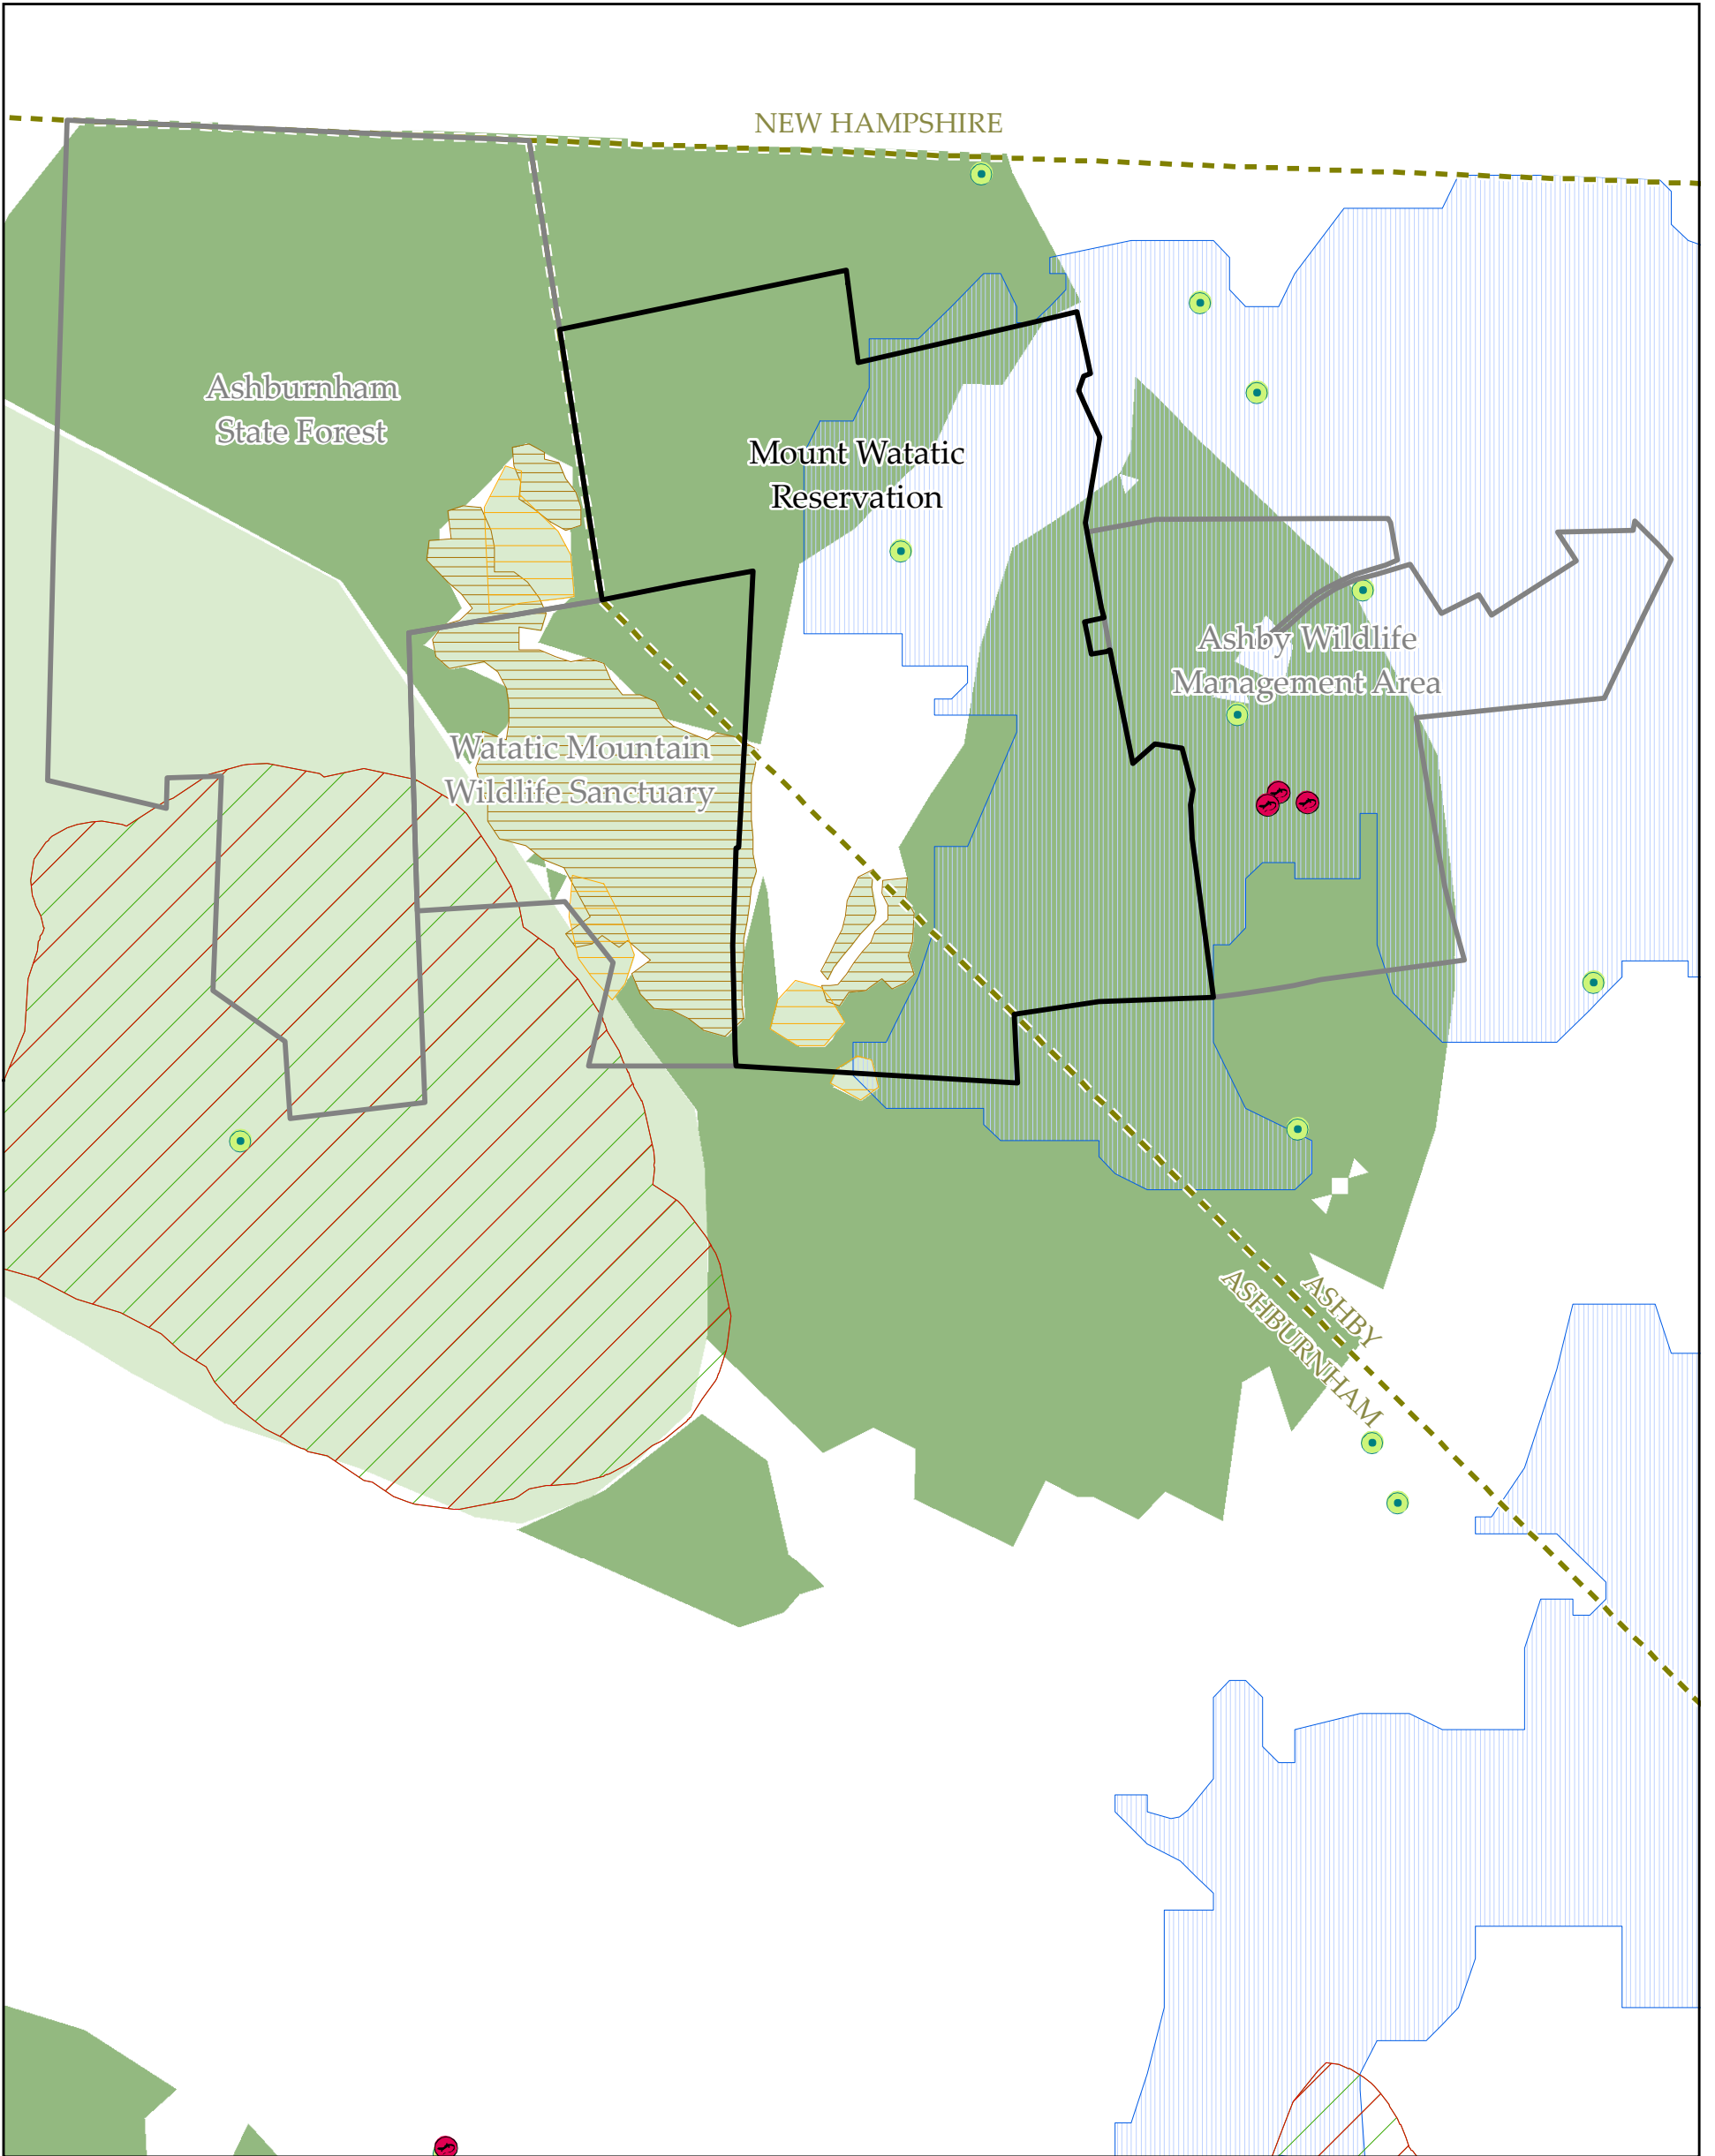 NEW HAMPSHIRE
Ashburnham
State Forest
Mount Watatic
Reservation
Ashby Wildlife
Management Area
Watatic Mountain
Wildlife Sanctuary
ASHBY
ASHBURNHAM